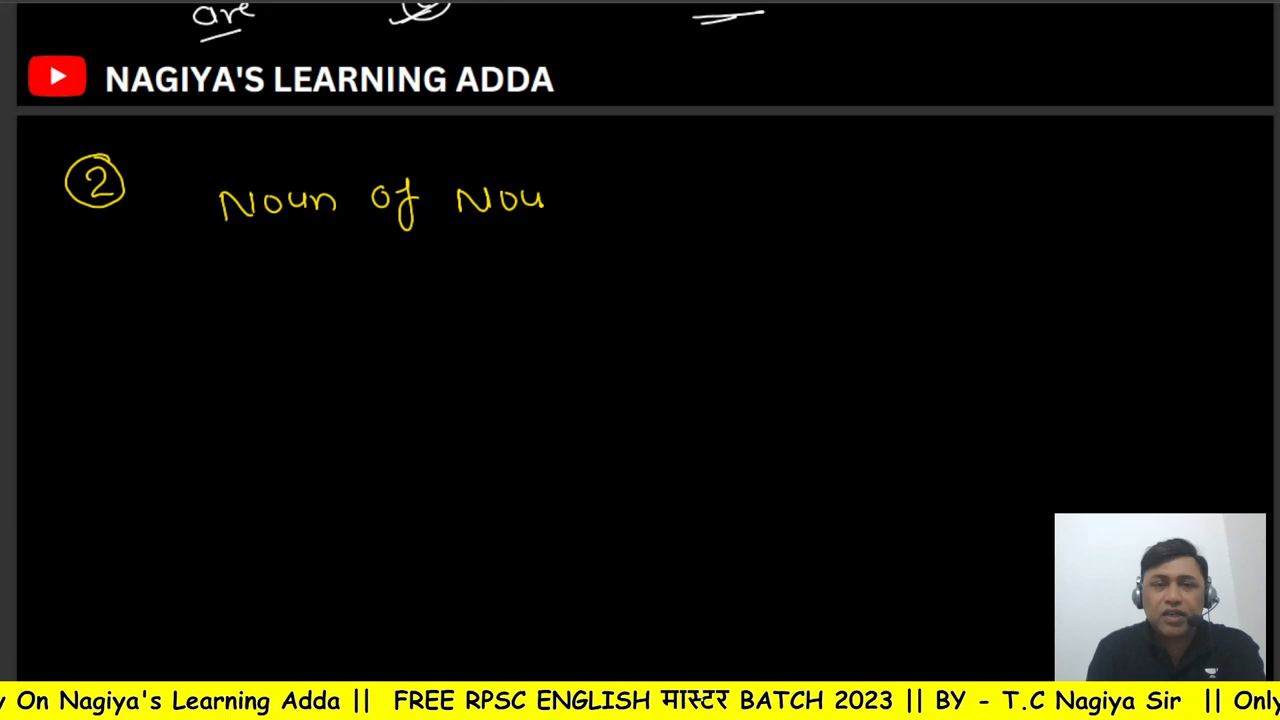 are
NAGIYA'S LEARNING ADDA
2 Noun of Nou
y On Nagiya's Learning Adda || FREE RPSC ENGLISH मास्टर BATCH 2023 || BY - T.C Nagiya Sir || Onl